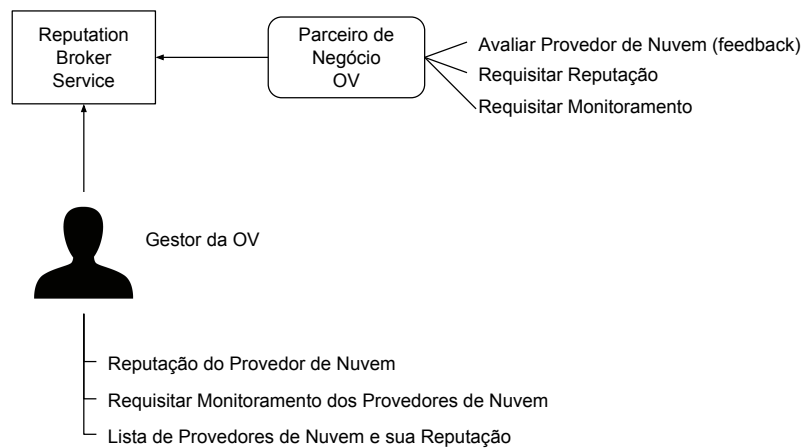 Reputation
Broker
Service
Parceiro de
Negócio
OV
Avaliar Provedor de Nuvem (feedback)
Requisitar Reputação
Requisitar Monitoramento
Gestor da OV
Reputação do Provedor de Nuvem
Requisitar Monitoramento dos Provedores de Nuvem
Lista de Provedores de Nuvem e sua Reputação